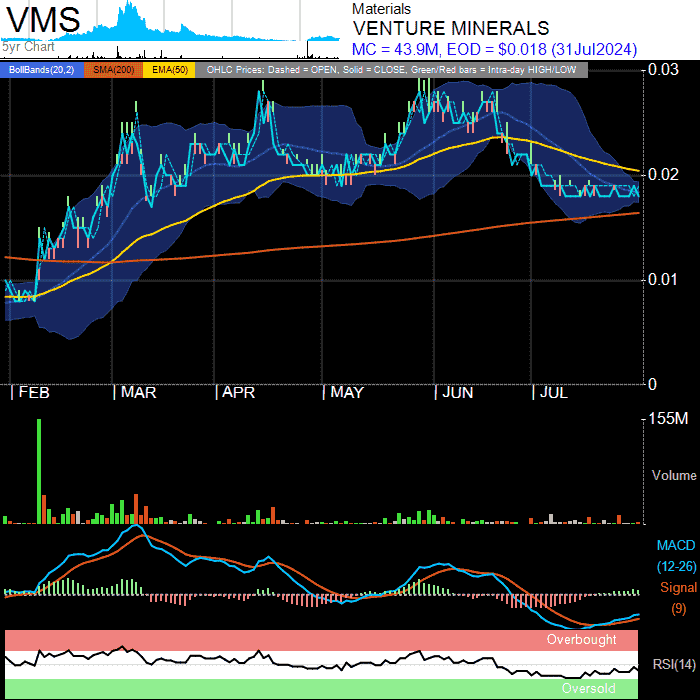 VMS
5yr Chart
Materials
VENTURE MINERALS
MC = 43.9M, EOD = $0.018 (31Jul2024)
BollBands(20,2) SMA(200) EMA(50) OHLC Prices: Dashed = OPEN, Solid = CLOSE, Green/Red bars = Intra-day HIGH/LOW
0.03
0.02
0.01
0
FEB MAR APR MAY JUN JUL
155M
Volume
MACD
(12-26)
Signal
(9)
Overbought
RSI(14)
Oversold